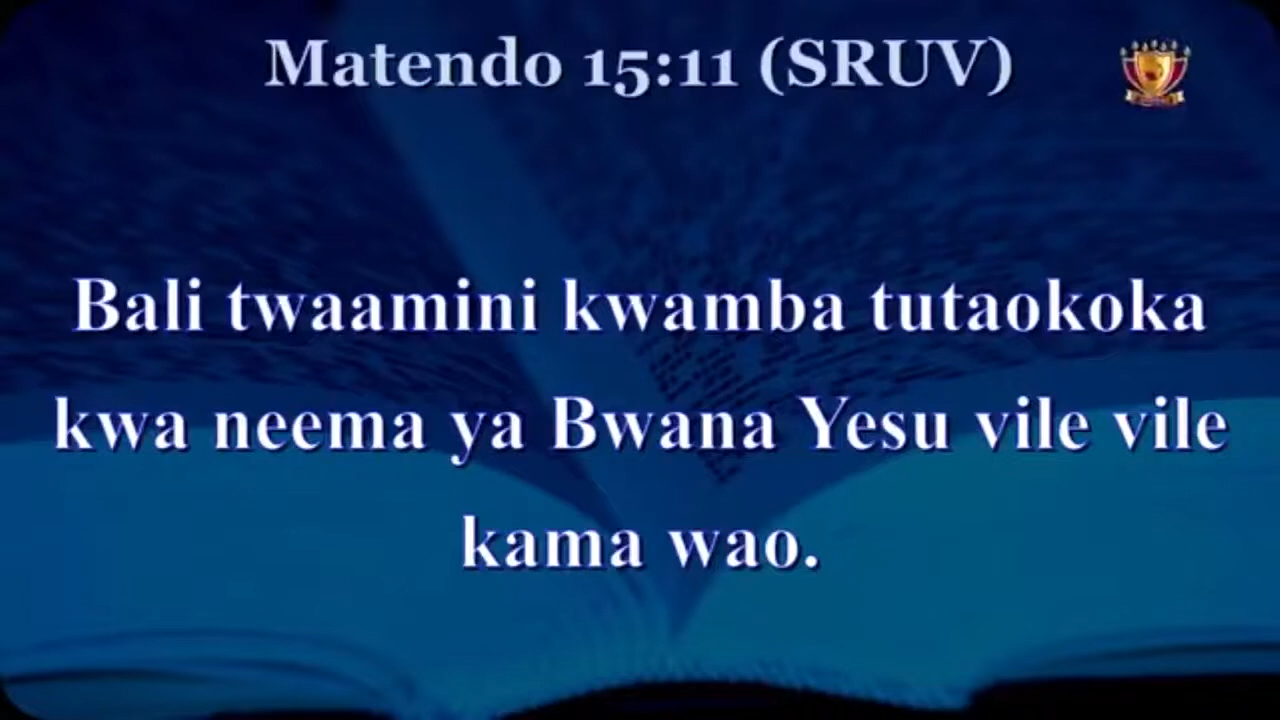 Matendo 15:11 (SRUV)
Bali twaamini kwamba tutaokoka
kwa neema ya Bwana Yesu vile vile
kama wao.